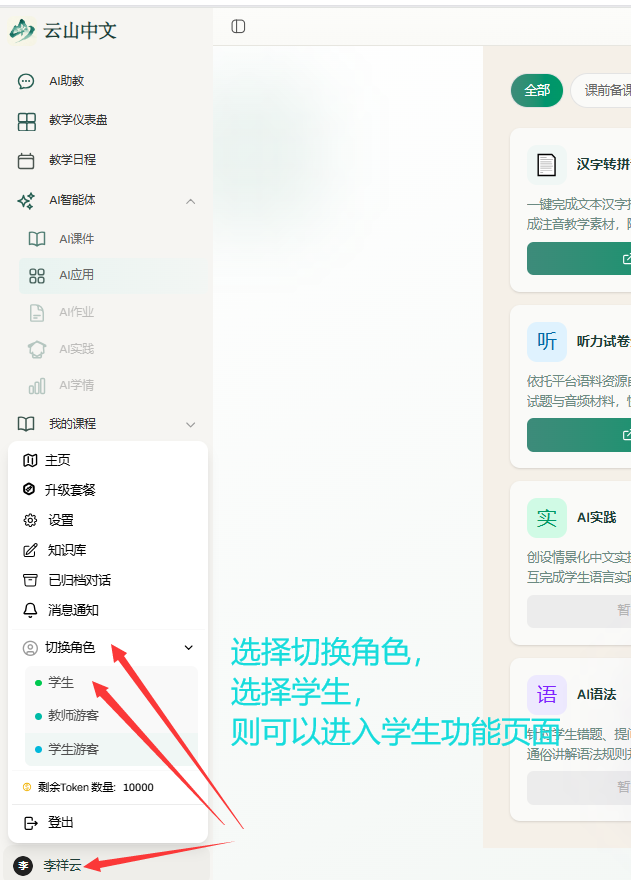 云山中文
AI助教
教学仪表盘
教学日程
AI智能体
AI课件
AI应用
AI作业
AI实践
AI学情
我的课程
主页
升级套餐
设置
知识库
已归档对话
消息通知
切换角色
学生
教师游客
学生游客
剩余Token 数量: 10000
登出
李 李祥云
选择切换角色,
选择学生,
则可以进入学生功能页面
全部 课前备课
汉字转拼
一键完成文本汉字
成注音教学素材,
听 听力试卷
依托平台语料资源
试题与音频材料,
实 AI实践
创设情景化中文实
互完成学生语言实践
暂
语 AI语法
针对学生错题、提
通俗讲解语法规则
暂